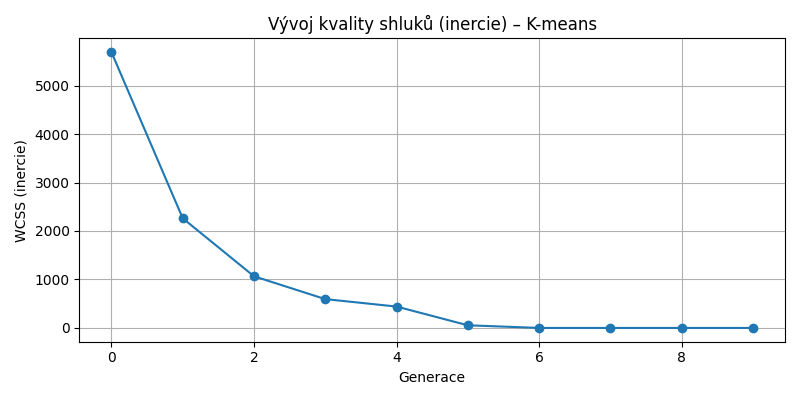 Vývoj kvality shluků (inercie) – K-means
WCSS (inercie)
5000
4000
3000
2000
1000
0
0 2 4 6 8
Generace